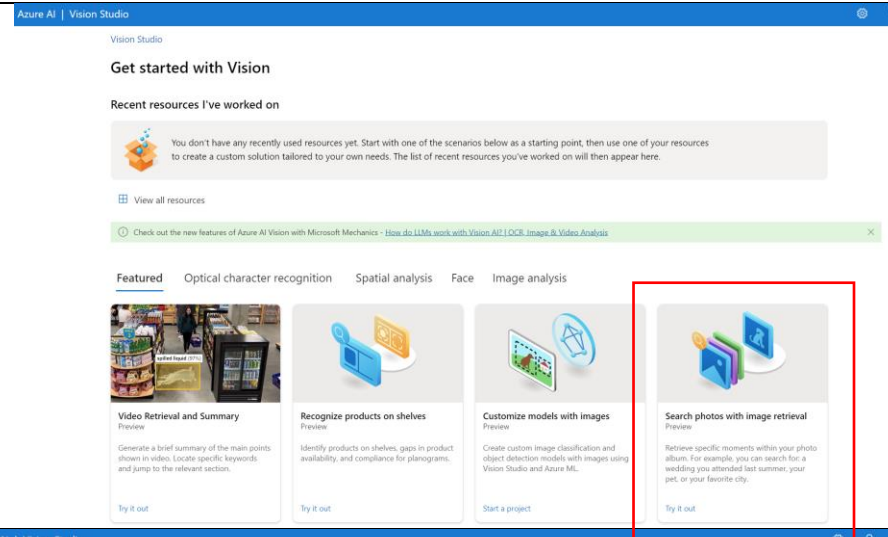 Azure AI | Vision Studio
Vision Studio
Get started with Vision
Recent resources I've worked on
You don't have any recently used resources yet. Start with one of the scenarios below as a starting point, then use one of your resources
to create a custom solution tailored to your own needs. The list of recent resources you've worked on will then appear here.
View all resources
Check out the new features of Azure AI Vision with Microsoft Mechanics - How do LLMs work with Vision AI? | OCR, Image & Video Analysis
Featured Optical character recognition Spatial analysis Face Image analysis
spilled liquid (97%)
Video Retrieval and Summary
Preview
Generate a brief summary of the main points
shown in video. Locate specific keywords
and jump to the relevant section.
Try it out
Recognize products on shelves
Preview
Identify products on shelves, gaps in product
availability, and compliance for planograms.
Try it out
Customize models with images
Preview
Create custom image classification and
object detection models with images using
Vision Studio and Azure ML.
Start a project
Search photos with image retrieval
Preview
Retrieve specific moments within your photo
album. For example, you can search for: a
wedding you attended last summer, your
pet, or your favorite city.
Try it out